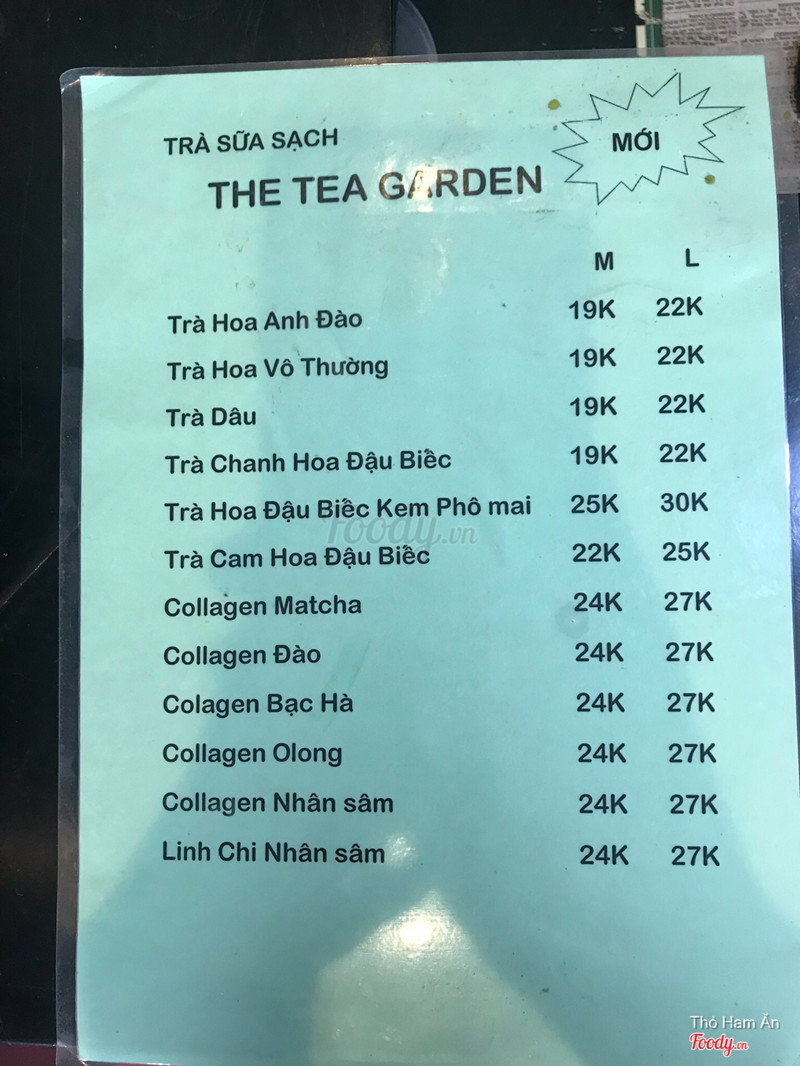 TRÀ SỮA SẠCH
MỚI
THE TEA GARDEN
M L
Trà Hoa Anh Đào 19K 22K
Trà Hoa Vô Thường 19K 22K
Trà Dâu 19K 22K
Trà Chanh Hoa Đậu Biếc 19K 22K
Trà Hoa Đậu Biếc Kem Phô mai 25K 30K
Foody.vn
Trà Cam Hoa Đậu Biếc 22K 25K
Collagen Matcha 24K 27K
Collagen Đào 24K 27K
Colagen Bạc Hà 24K 27K
Collagen Olong 24K 27K
Collagen Nhân sâm 24K 27K
Linh Chi Nhân sâm 24K 27K
Thỏ Ham Ăn
Foody.vn